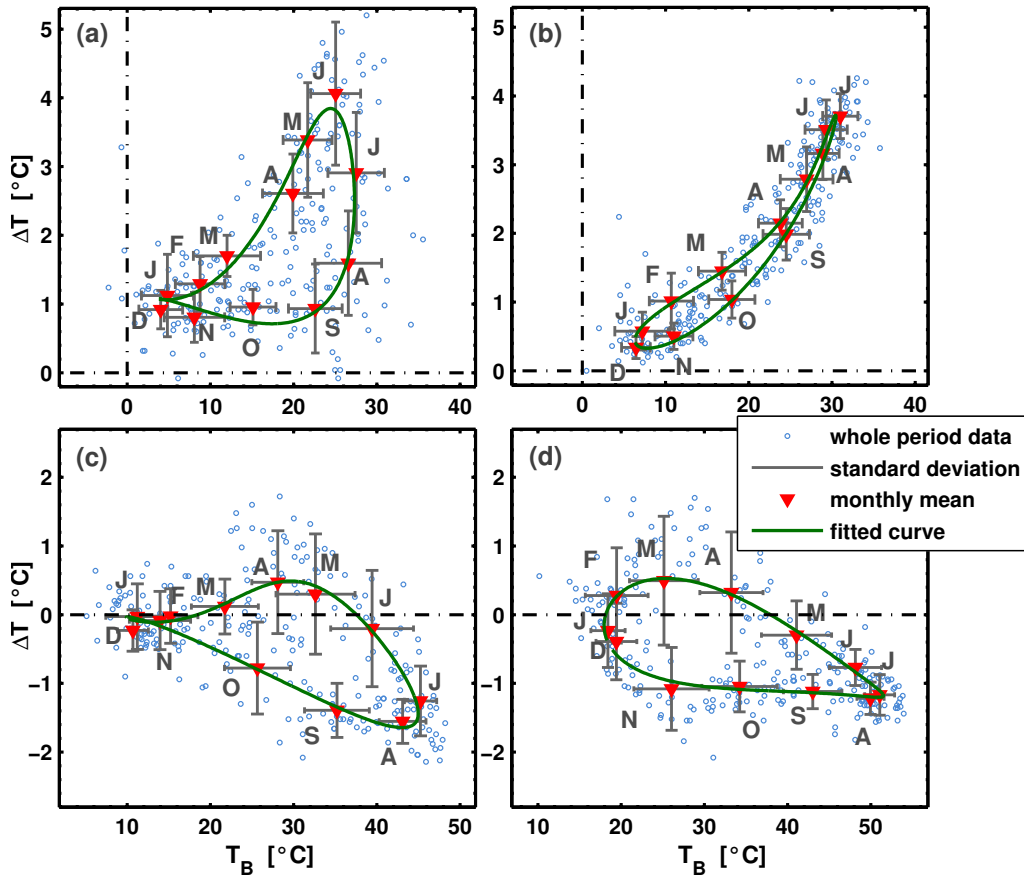 (a)
5
4
3
2
1
0
ΔT [°C]
J
M
A
J
F
M
J
A
D
N
O
S
0 10 20 30 40
(b)
5
4
3
2
1
0
J
J
M
A
A
M
S
F
J
O
N
D
0 10 20 30 40
(c)
2
1
0
−1
−2
ΔT [°C]
A
M
J
F
M
J
D
N
O
J
S
A
10 20 30 40 50
T_B [°C]
(d)
2
1
0
−1
−2
M
A
F
M
J
D
J
N
O
S
J
A
10 20 30 40 50
T_B [°C]
whole period data
standard deviation
monthly mean
fitted curve